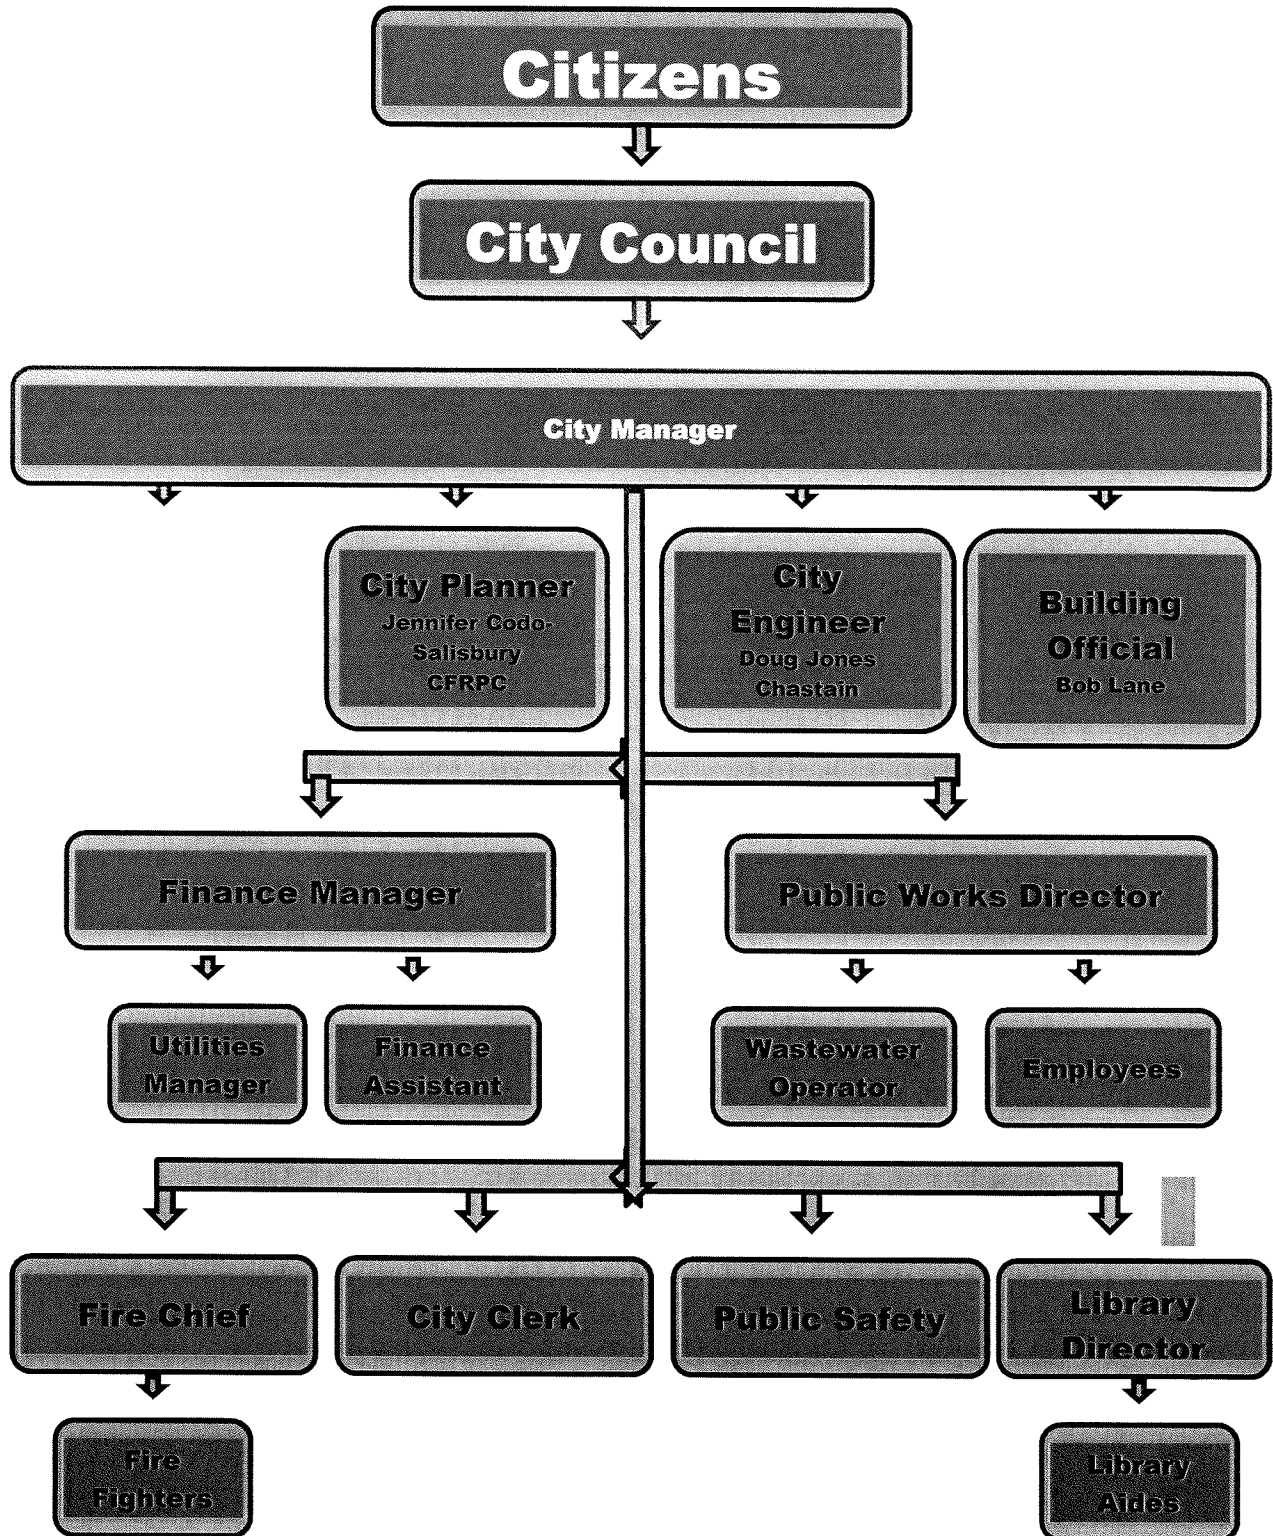 Citizens
City Council
City Manager
City Planner
Jennifer Codo-
Salisbury
CFRPC
City
Engineer
Doug Jones
Chastain
Building
Official
Bob Lane
Finance Manager
Public Works Director
Utilities
Manager
Finance
Assistant
Wastewater
Operator
Employees
Fire Chief
City Clerk
Public Safety
Library
Director
Fire
Fighters
Library
Aides